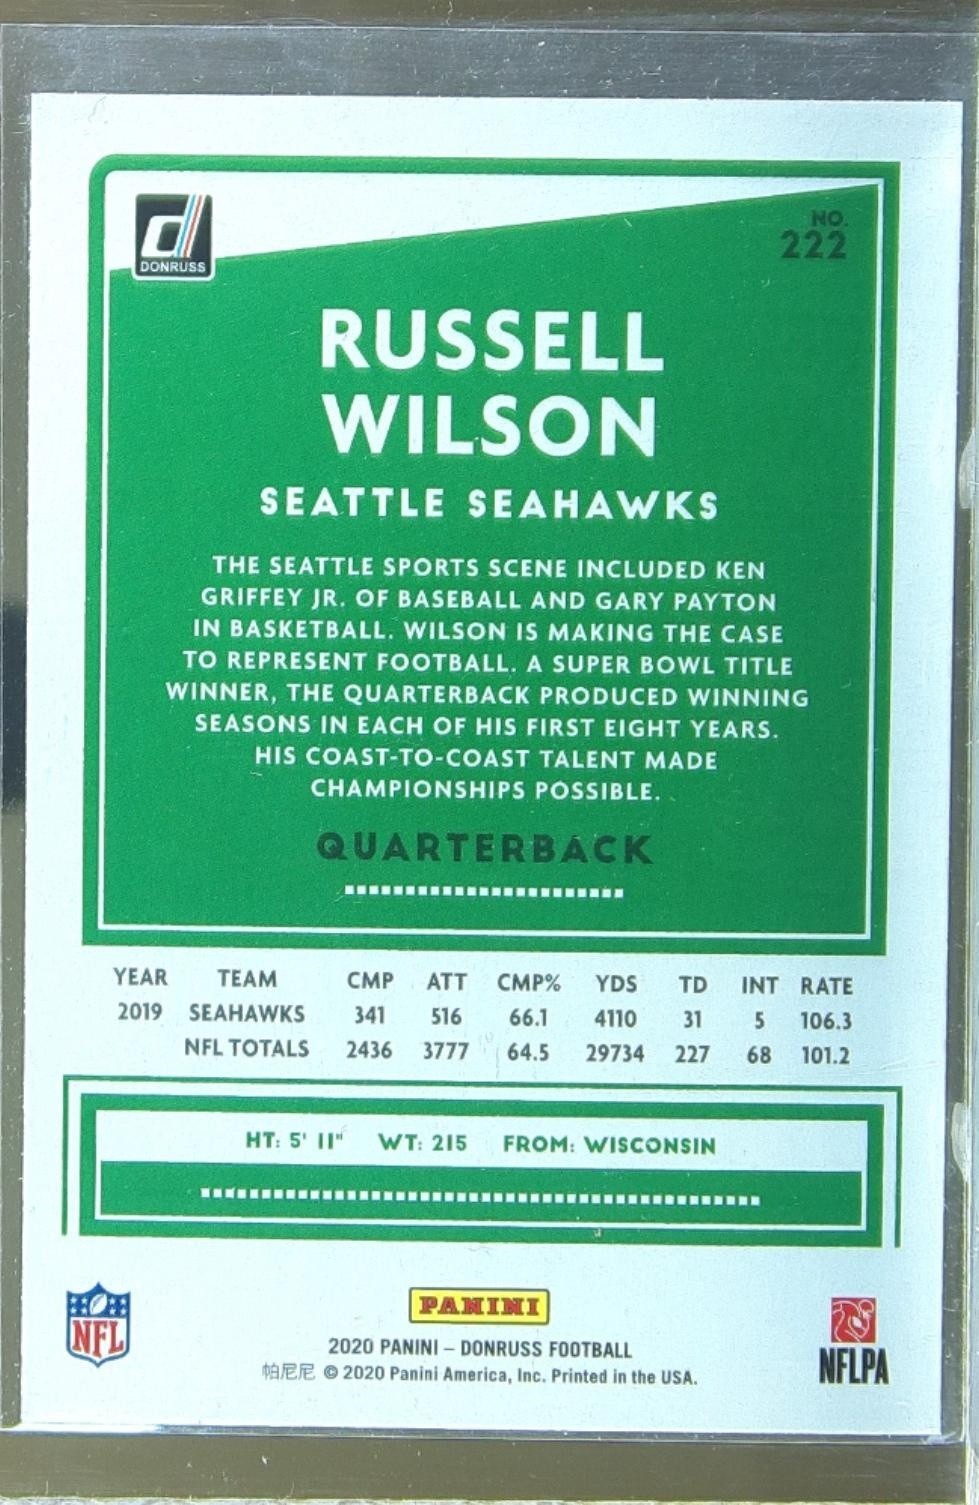 DONRUSS
NO.
222
RUSSELL
WILSON
SEATTLE SEAHAWKS
THE SEATTLE SPORTS SCENE INCLUDED KEN
GRIFFEY JR. OF BASEBALL AND GARY PAYTON
IN BASKETBALL. WILSON IS MAKING THE CASE
TO REPRESENT FOOTBALL. A SUPER BOWL TITLE
WINNER, THE QUARTERBACK PRODUCED WINNING
SEASONS IN EACH OF HIS FIRST EIGHT YEARS.
HIS COAST-TO-COAST TALENT MADE
CHAMPIONSHIPS POSSIBLE.
QUARTERBACK
YEAR TEAM CMP ATT CMP% YDS TD INT RATE
2019 SEAHAWKS 341 516 66.1 4110 31 5 106.3
NFL TOTALS 2436 3777 64.5 29734 227 68 101.2
HT: 5' 11" WT: 215 FROM: WISCONSIN
NFL
PANINI
2020 PANINI – DONRUSS FOOTBALL
帕尼尼 © 2020 Panini America, Inc. Printed in the USA.
NFLPA